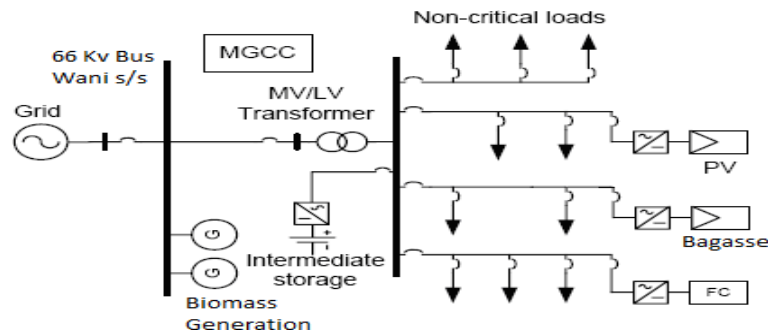 Non-critical loads
66 Kv Bus
Wani s/s
MGCC
MV/LV
Transformer
Grid
PV
G
Bagasse
G
Intermediate
storage
FC
Biomass
Generation